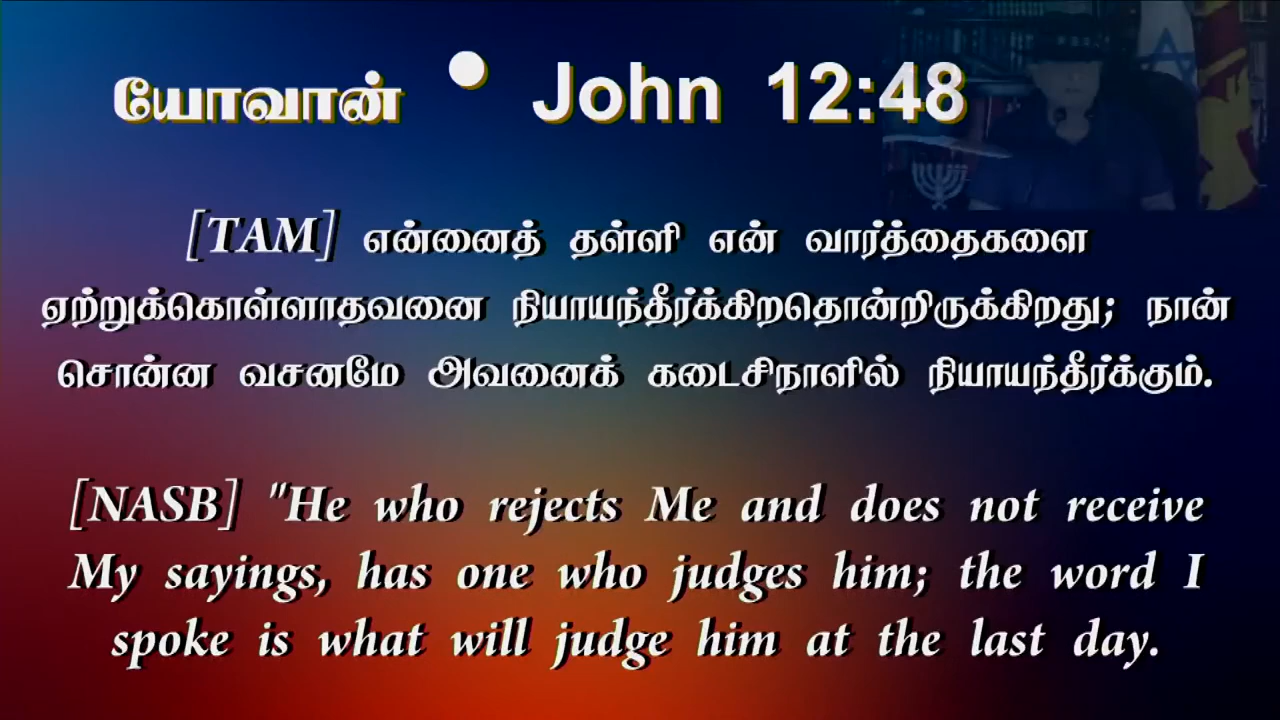 யோவான் • John 12:48
[TAM] என்னைத் தள்ளி என் வார்த்தைகளை
ஏற்றுக்கொள்ளாதவனை நியாயந்தீர்க்கிறதொன்றிருக்கிறது; நான்
சொன்ன வசனமே அவனைக் கடைசிநாளில் நியாயந்தீர்க்கும்.
[NASB] "He who rejects Me and does not receive
My sayings, has one who judges him; the word I
spoke is what will judge him at the last day.